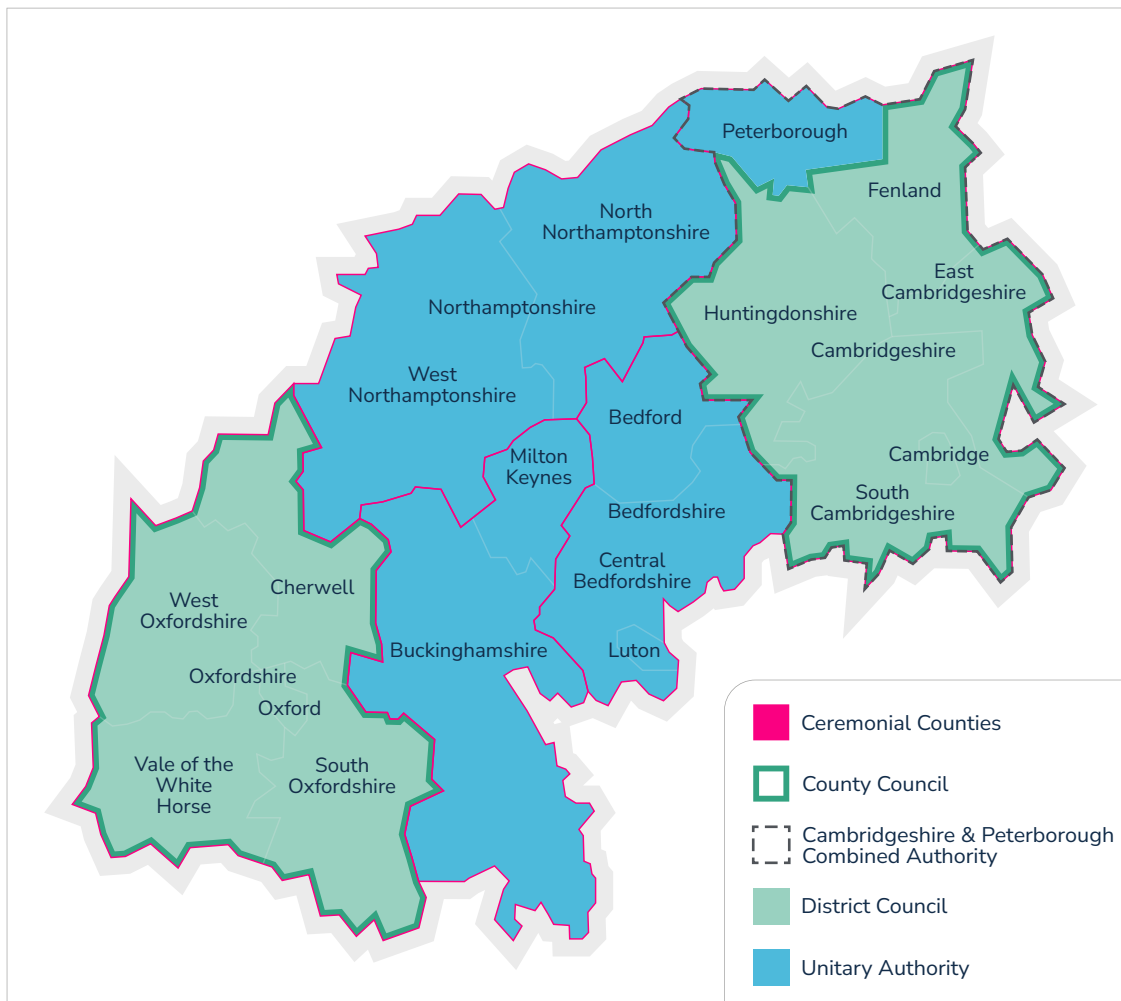 Peterborough
Fenland
North
Northamptonshire
East
Cambridgeshire
Northamptonshire
Huntingdonshire
Cambridgeshire
West
Northamptonshire
Bedford
Milton
Keynes
Cambridge
South
Cambridgeshire
Bedfordshire
Central
Bedfordshire
Cherwell
West
Oxfordshire
Buckinghamshire
Luton
Oxfordshire
Oxford
Vale of the
White
Horse
South
Oxfordshire
Ceremonial Counties
County Council
Cambridgeshire & Peterborough
Combined Authority
District Council
Unitary Authority